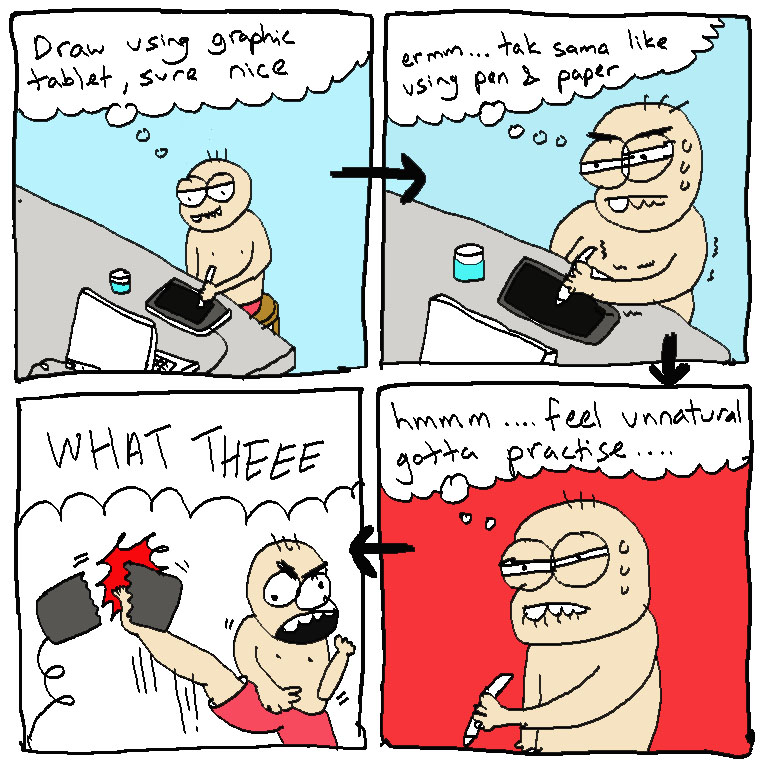 Draw using graphic
tablet, sure nice
ermm... tak sama like
using pen & paper
hmmm .... feel unnatural
gotta practise....
WHAT THEEE